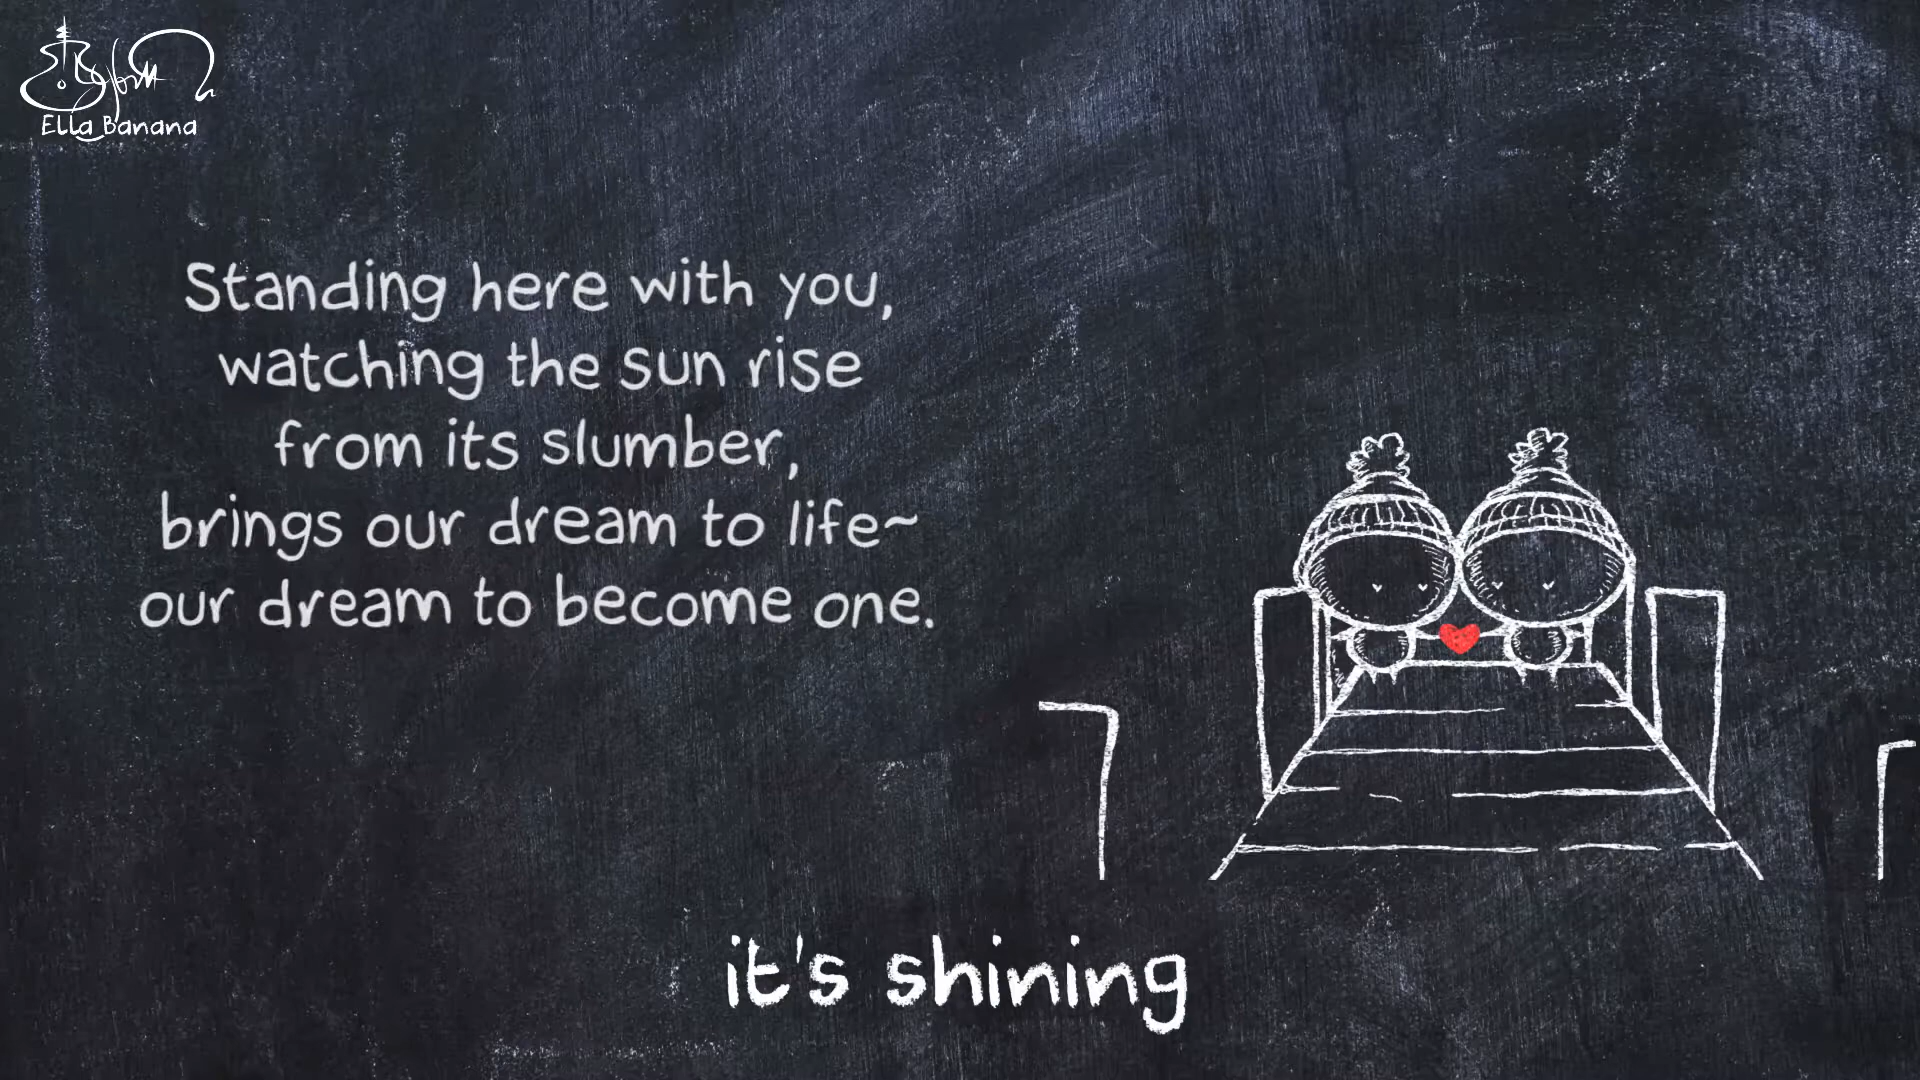 Ella Banana
Standing here with you,
watching the sun rise
from its slumber,
brings our dream to life~
our dream to become one.
it's shining